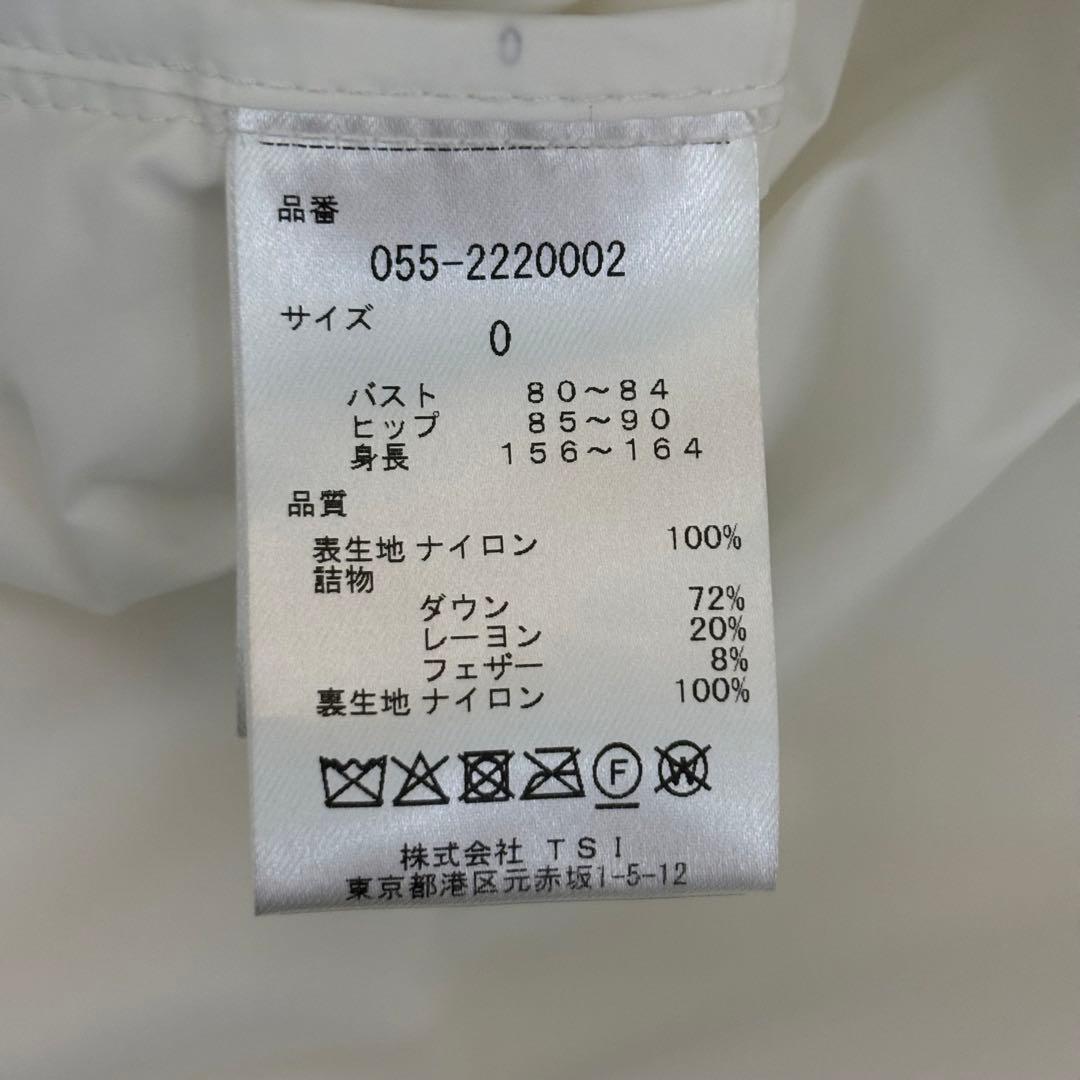 0
品番
055-2220002
サイズ
0
バスト 80～84
ヒップ 85～90
身長 156～164
品質
表生地 ナイロン 100%
詰物
ダウン 72%
レーヨン 20%
フェザー 8%
裏生地 ナイロン 100%
F W
株式会社 TSI
東京都港区元赤坂1-5-12